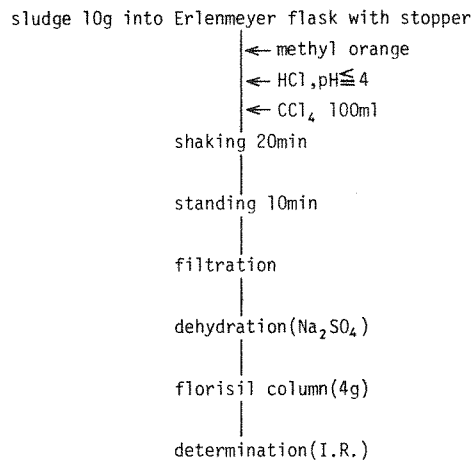 sludge 10g into Erlenmeyer flask with stopper
methyl orange
HCl,pH≦4
CCl₄ 100ml
shaking 20min
standing 10min
filtration
dehydration(Na₂SO₄)
florisil column(4g)
determination(I.R.)